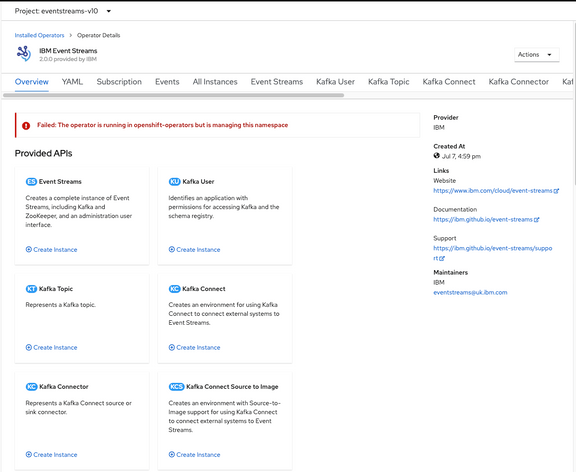 Project: eventstreams-v10
Installed Operators > Operator Details
IBM Event Streams
2.0.0 provided by IBM
Actions
Overview YAML Subscription Events All Instances Event Streams Kafka User Kafka Topic Kafka Connect Kafka Connector Kaf
Failed: The operator is running in openshift-operators but is managing this namespace
Provided APIs
ES Event Streams
Creates a complete instance of Event
Streams, including Kafka and
ZooKeeper, and an administration user
interface.
Create Instance
KU Kafka User
Identifies an application with
permissions for accessing Kafka and the
schema registry.
Create Instance
KT Kafka Topic
Represents a Kafka topic.
Create Instance
KC Kafka Connect
Creates an environment for using Kafka
Connect to connect external systems to
Event Streams.
Create Instance
KC Kafka Connector
Represents a Kafka Connect source or
sink connector.
Create Instance
KCS Kafka Connect Source to Image
Creates an environment with Source-to-
Image support for using Kafka Connect
to connect external systems to Event
Streams.
Create Instance
Provider
IBM
Created At
Jul 7, 4:59 pm
Links
Website
https://www.ibm.com/cloud/event-streams
Documentation
https://ibm.github.io/event-streams
Support
https://ibm.github.io/event-streams/suppo
rt
Maintainers
IBM
eventstreams@uk.ibm.com